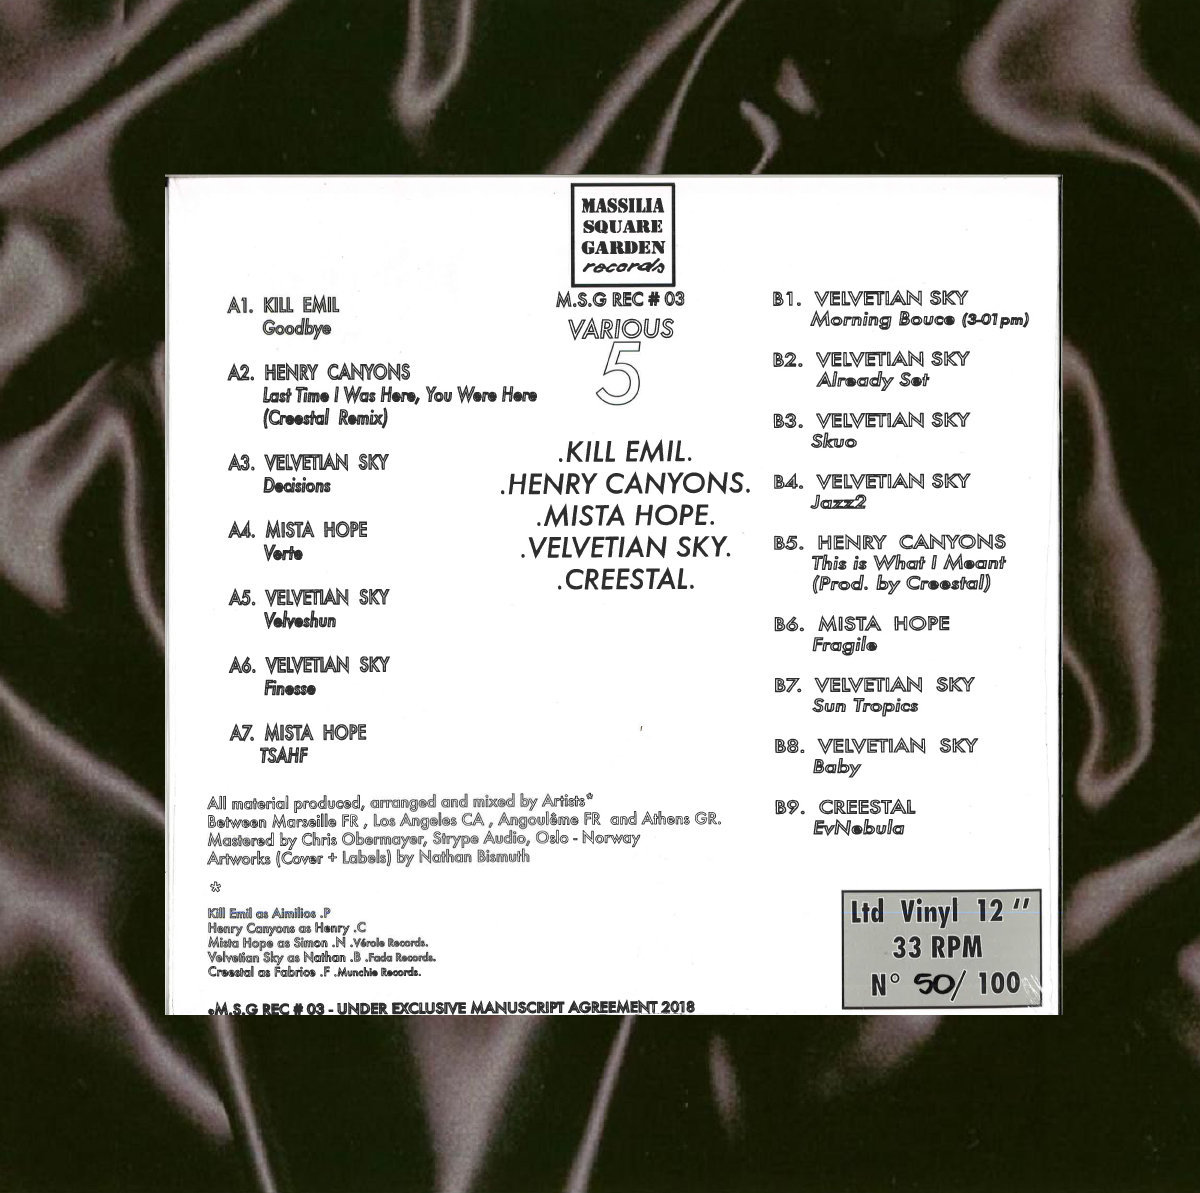 MASSILIA
SQUARE
GARDEN
records
M.S.G REC # 03
VARIOUS
5
.KILL EMIL.
.HENRY CANYONS.
.MISTA HOPE.
.VELVETIAN SKY.
.CREESTAL.
A1. KILL EMIL
Goodbye
A2. HENRY CANYONS
Last Time I Was Here, You Were Here
(Creestal Remix)
A3. VELVETIAN SKY
Decisions
A4. MISTA HOPE
Verte
A5. VELVETIAN SKY
Velveshun
A6. VELVETIAN SKY
Finesse
A7. MISTA HOPE
TSAHF
B1. VELVETIAN SKY
Morning Bouce (3-01 pm)
B2. VELVETIAN SKY
Already Set
B3. VELVETIAN SKY
Skuo
B4. VELVETIAN SKY
Jazz2
B5. HENRY CANYONS
This is What I Meant
(Prod. by Creestal)
B6. MISTA HOPE
Fragile
B7. VELVETIAN SKY
Sun Tropics
B8. VELVETIAN SKY
Baby
B9. CREESTAL
EvNebula
All material produced, arranged and mixed by Artists*
Between Marseille FR , Los Angeles CA , Angoulême FR and Athens GR.
Mastered by Chris Obermayer, Strype Audio, Oslo - Norway
Artworks (Cover + Labels) by Nathan Bismuth
*
Kill Emil as Aimilios .P
Henry Canyons as Henry .C
Mista Hope as Simon .N .Vérole Records.
Velvetian Sky as Nathan .B .Fada Records.
Creestal as Fabrice .F .Munchie Records.
.M.S.G REC # 03 - UNDER EXCLUSIVE MANUSCRIPT AGREEMENT 2018
Ltd Vinyl 12 ″
33 RPM
N° 50/ 100